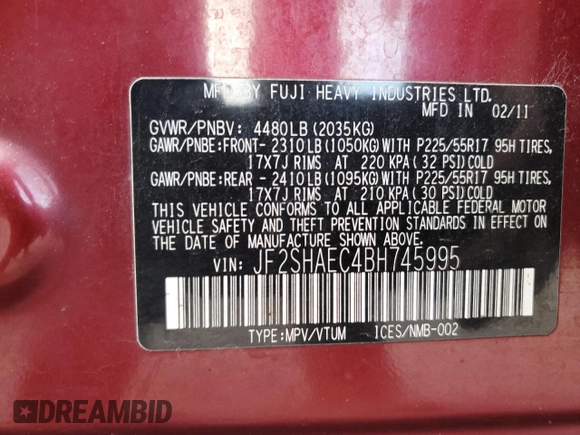 MFD BY FUJI HEAVY INDUSTRIES LTD.
MFD IN 02/11
GVWR/PNBV: 4480LB(2035KG)
GAWR/PNBE:FRONT- 2310LB(1050KG)WITH P225/55R17 95H TIRES,
17X7J RIMS AT 220 KPA(32 PSI)COLD
GAWR/PNBE:REAR - 2410LB(1095KG)WITH P225/55R17 95H TIRES,
17X7J RIMS AT 210 KPA(30 PSI)COLD
THIS VEHICLE CONFORMS TO ALL APPLICABLE FEDERAL MOTOR
VEHICLE SAFETY AND THEFT PREVENTION STANDARDS IN EFFECT ON
THE DATE OF MANUFACTURE SHOWN ABOVE.
VIN: JF2SHAEC4BH745995
TYPE:MPV/VTUM ICES/NMB-002
DREAMBID